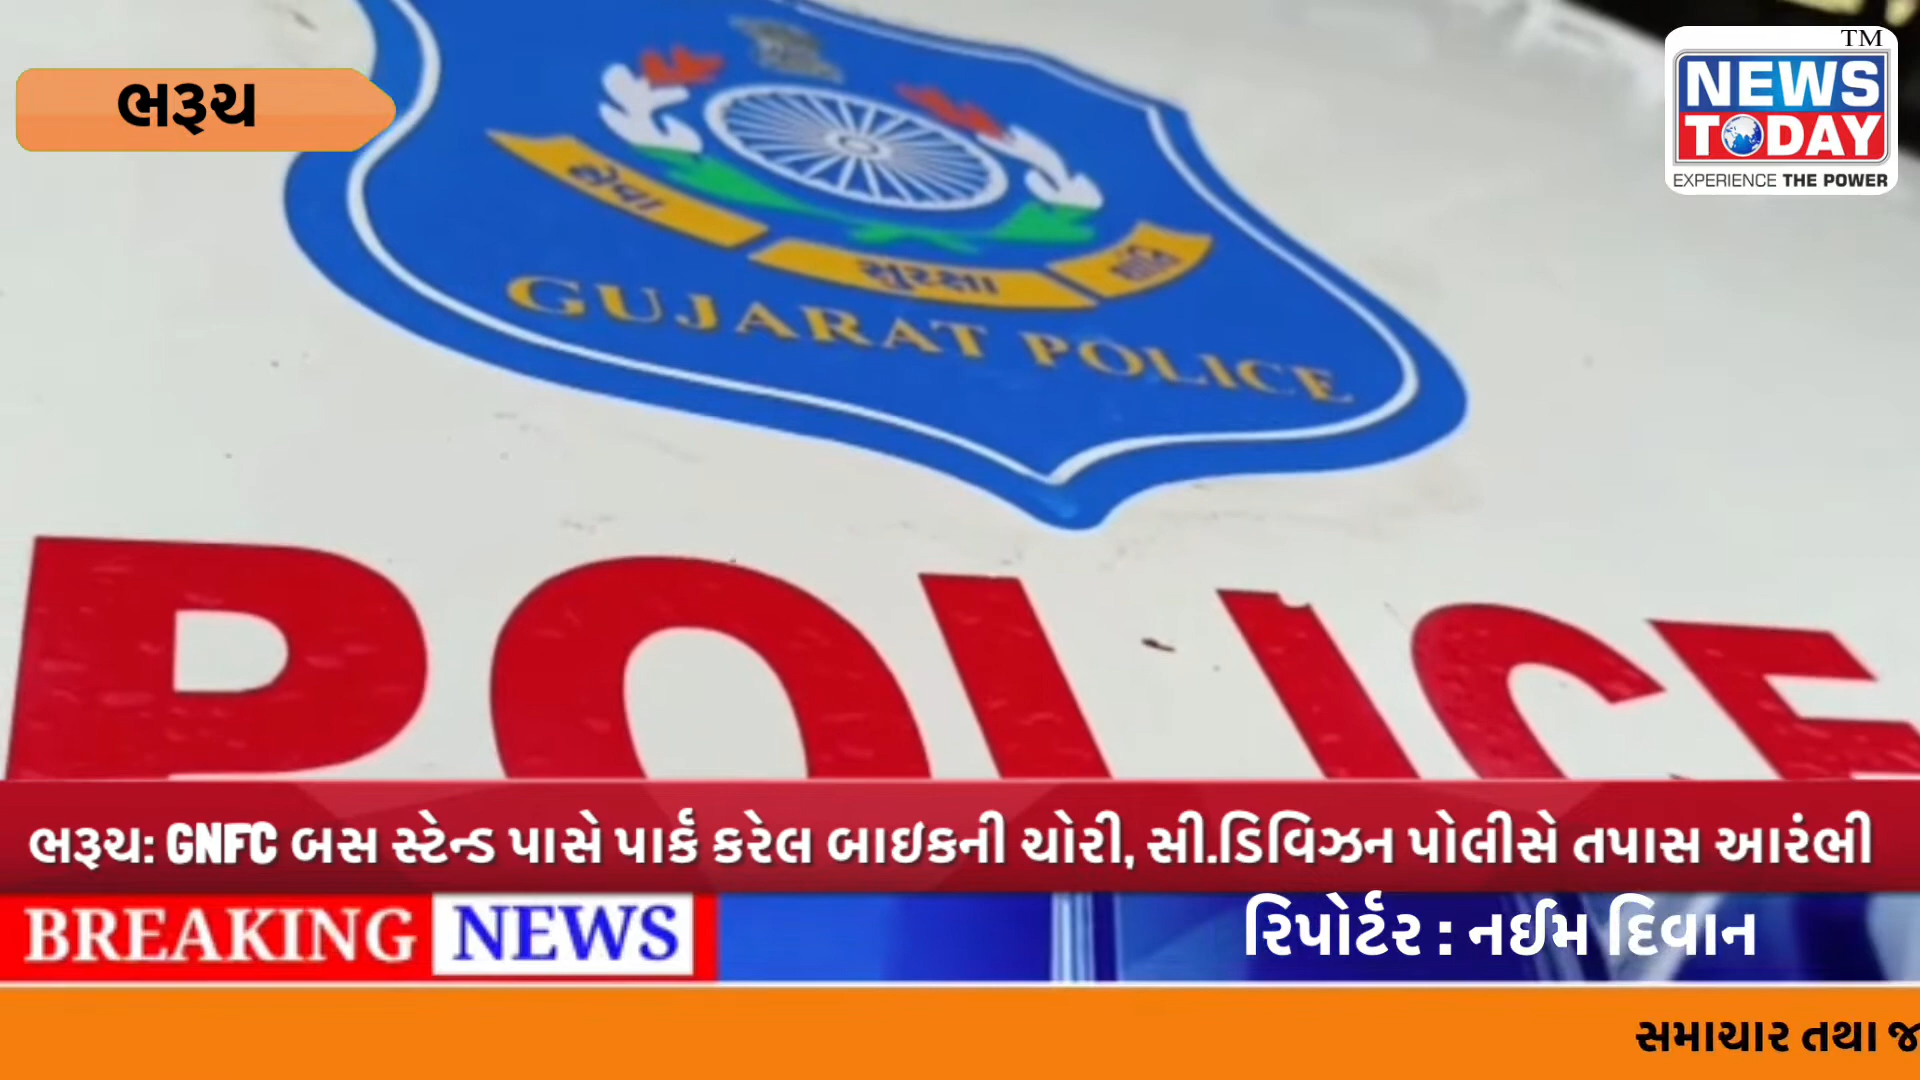 TM
ભરૂચ
NEWS
TODAY
EXPERIENCE THE POWER
સેવા
સુરક્ષા
શાંતિ
GUJARAT POLICE
POLICE
ભરૂચ: GNFC બસ સ્ટેન્ડ પાસે પાર્ક કરેલ બાઇકની ચોરી, સી.ડિવિઝન પોલીસે તપાસ આરંભી
BREAKING NEWS
રિપોર્ટર : નઈમ દિવાન
સમાચાર તથા જ